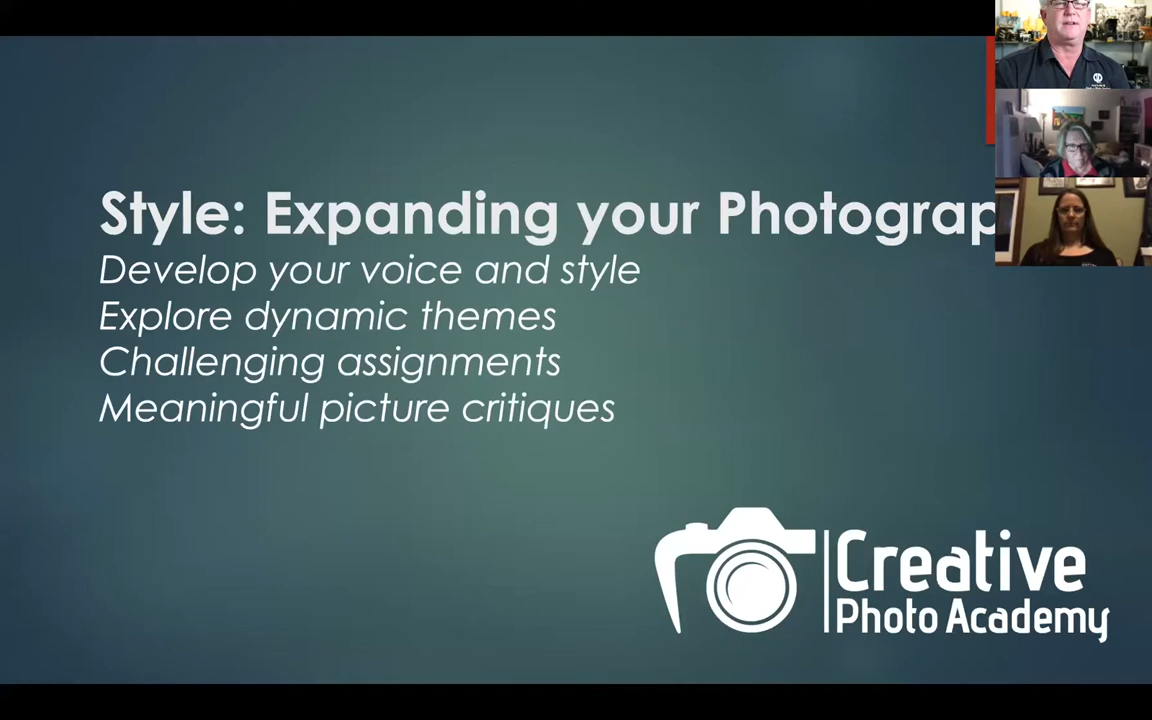 Style: Expanding your Photograp
Develop your voice and style
Explore dynamic themes
Challenging assignments
Meaningful picture critiques
Creative
Photo Academy